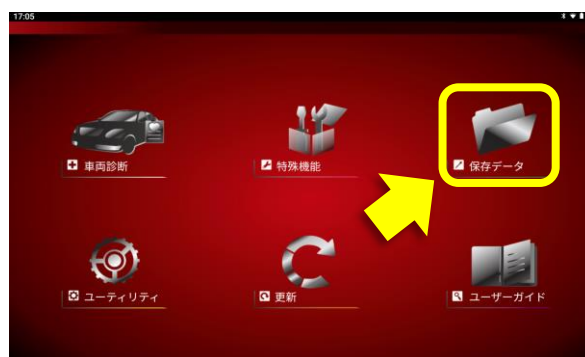 17:05
車両診断
特殊機能
保存データ
ユーティリティ
更新
ユーザーガイド